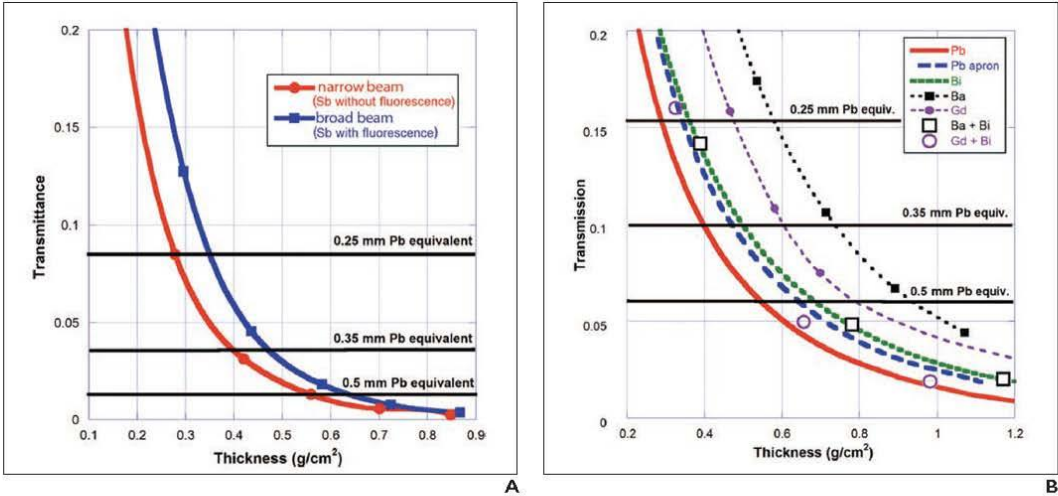 0.2
0.15
0.1
0.05
0
Transmittance
narrow beam
(Sb without fluorescence)
broad beam
(Sb with fluorescence)
0.25 mm Pb equivalent
0.35 mm Pb equivalent
0.5 mm Pb equivalent
0.1 0.2 0.3 0.4 0.5 0.6 0.7 0.8 0.9
Thickness (g/cm²)
A
0.2
0.15
0.1
0.05
0
Transmission
Pb
Pb apron
Bi
Ba
Gd
Ba + Bi
Gd + Bi
0.25 mm Pb equiv.
0.35 mm Pb equiv.
0.5 mm Pb equiv.
0.2 0.4 0.6 0.8 1 1.2
Thickness (g/cm²)
B